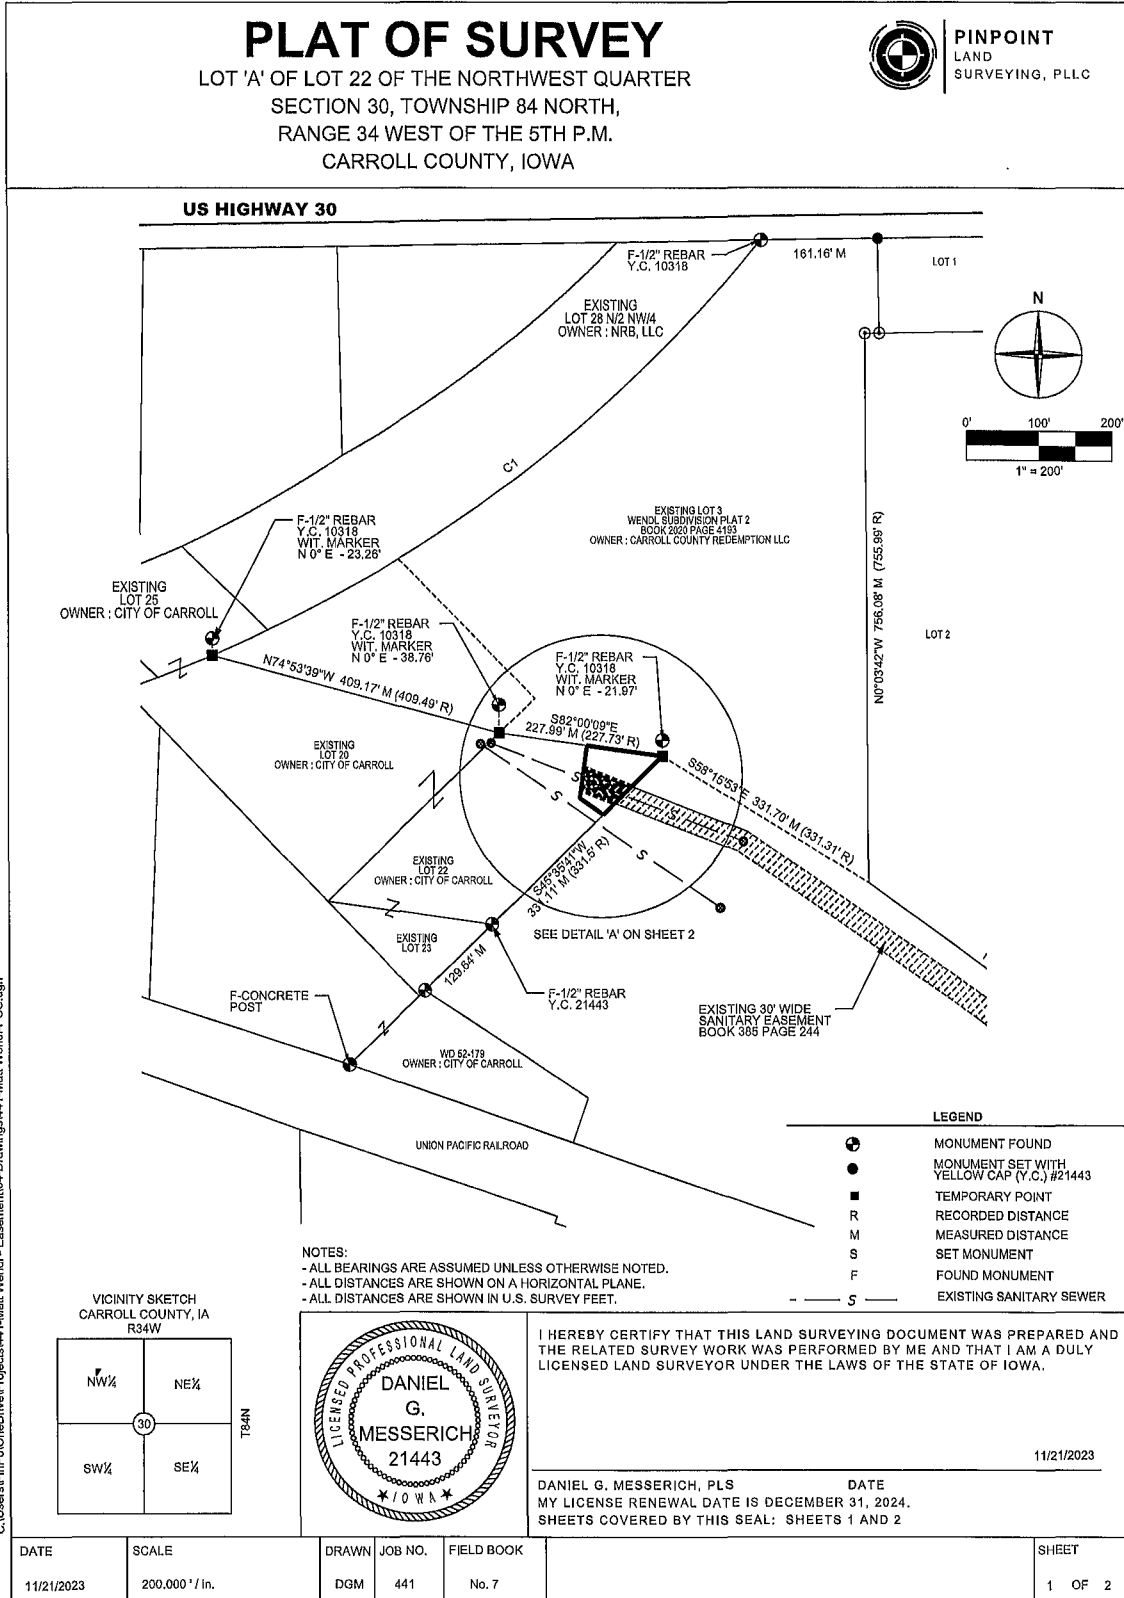 PLAT OF SURVEY
LOT 'A' OF LOT 22 OF THE NORTHWEST QUARTER
SECTION 30, TOWNSHIP 84 NORTH,
RANGE 34 WEST OF THE 5TH P.M.
CARROLL COUNTY, IOWA
PINPOINT
LAND
SURVEYING, PLLC
US HIGHWAY 30
F-1/2" REBAR
Y.C. 10318
161.16' M
LOT 1
EXISTING
LOT 28 N/2 NW/4
OWNER : NRB, LLC
N
0' 100' 200'
1" = 200'
C1
EXISTING LOT 3
WENDL SUBDIVISION PLAT 2
BOOK 2020 PAGE 4193
OWNER : CARROLL COUNTY REDEMPTION LLC
N0°03'42"W 756.08' M (755.99' R)
LOT 2
F-1/2" REBAR
Y.C. 10318
WIT. MARKER
N 0° E - 23.26'
EXISTING
LOT 25
OWNER : CITY OF CARROLL
F-1/2" REBAR
Y.C. 10318
WIT. MARKER
N 0° E - 38.76'
F-1/2" REBAR
Y.C. 10318
WIT. MARKER
N 0° E - 21.97'
N74°53'39"W 409.17' M (409.49' R)
S82°00'09"E
227.99' M (227.73' R)
S58°15'53"E 331.70' M (331.31' R)
EXISTING
LOT 20
OWNER : CITY OF CARROLL
S
S
S
S
EXISTING
LOT 22
OWNER : CITY OF CARROLL
S45°35'41"W
331.11' M (331.5' R)
SEE DETAIL 'A' ON SHEET 2
EXISTING
LOT 23
129.64' M
F-1/2" REBAR
Y.C. 21443
F-CONCRETE
POST
EXISTING 30' WIDE
SANITARY EASEMENT
BOOK 385 PAGE 244
WD 52-179
OWNER : CITY OF CARROLL
UNION PACIFIC RAILROAD
LEGEND
MONUMENT FOUND
MONUMENT SET WITH
YELLOW CAP (Y.C.) #21443
TEMPORARY POINT
R RECORDED DISTANCE
M MEASURED DISTANCE
S SET MONUMENT
F FOUND MONUMENT
S EXISTING SANITARY SEWER
NOTES:
- ALL BEARINGS ARE ASSUMED UNLESS OTHERWISE NOTED.
- ALL DISTANCES ARE SHOWN ON A HORIZONTAL PLANE.
- ALL DISTANCES ARE SHOWN IN U.S. SURVEY FEET.
VICINITY SKETCH
CARROLL COUNTY, IA
R34W
NW¼ NE¼
30
SW¼ SE¼
T84N
LICENSED PROFESSIONAL LAND SURVEYOR
DANIEL
G.
MESSERICH
21443
IOWA
I HEREBY CERTIFY THAT THIS LAND SURVEYING DOCUMENT WAS PREPARED AND
THE RELATED SURVEY WORK WAS PERFORMED BY ME AND THAT I AM A DULY
LICENSED LAND SURVEYOR UNDER THE LAWS OF THE STATE OF IOWA.
11/21/2023
DANIEL G. MESSERICH, PLS DATE
MY LICENSE RENEWAL DATE IS DECEMBER 31, 2024.
SHEETS COVERED BY THIS SEAL: SHEETS 1 AND 2
DATE SCALE DRAWN JOB NO. FIELD BOOK SHEET
11/21/2023 200.000 ' / in. DGM 441 No. 7 1 OF 2